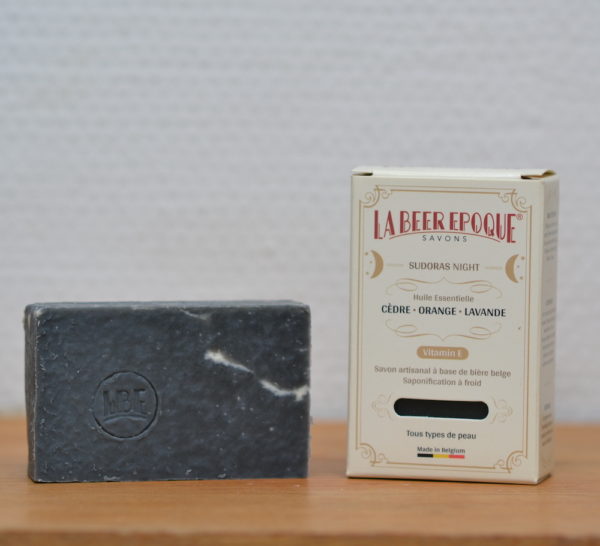 LBE
LA BEER EPOQUE®
SAVONS
SUDORAS NIGHT
Huile Essentielle
CÈDRE · ORANGE · LAVANDE
Vitamin E
Savon artisanal à base de bière belge
Saponification à froid
Tous types de peau
Made in Belgium